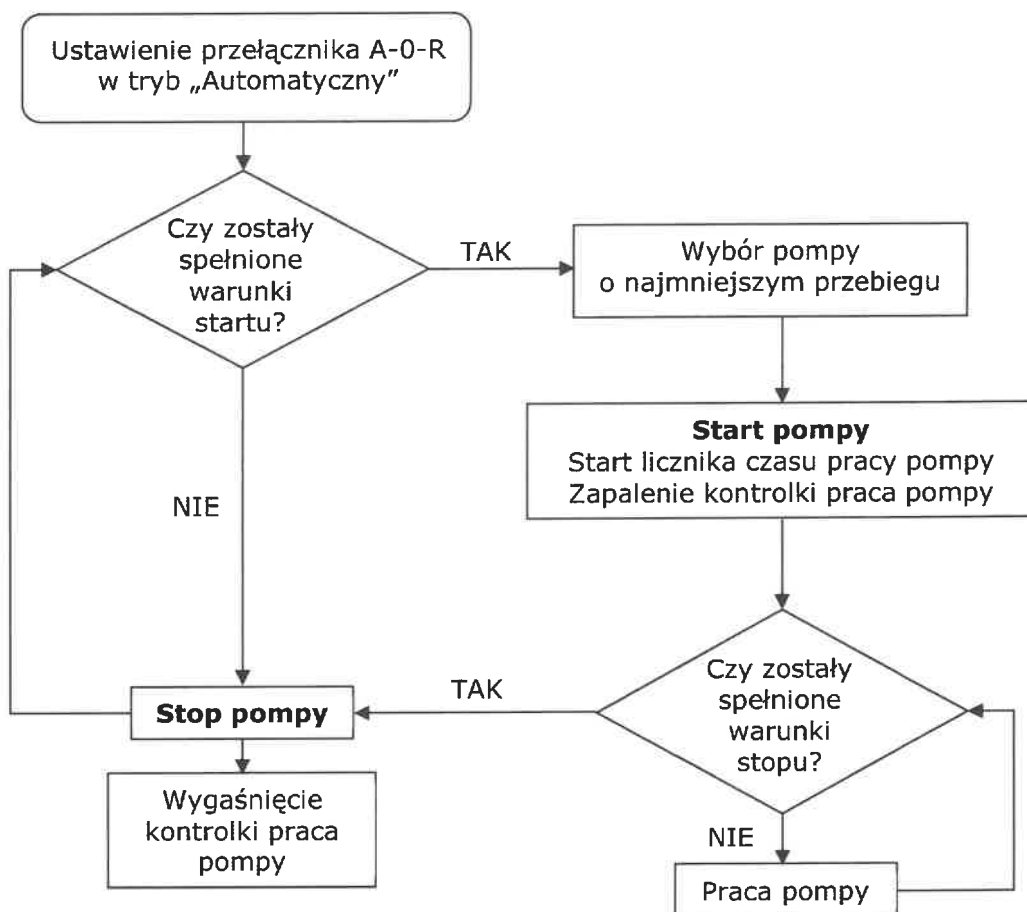 Ustawienie przełącznika A-0-R
w tryb „Automatyczny”
Czy zostały
spełnione
warunki
startu?
TAK
Wybór pompy
o najmniejszym przebiegu
Start pompy
Start licznika czasu pracy pompy
Zapalenie kontrolki praca pompy
NIE
Czy zostały
spełnione
warunki
stopu?
TAK
Stop pompy
Wygaśnięcie
kontrolki praca
pompy
NIE
Praca pompy